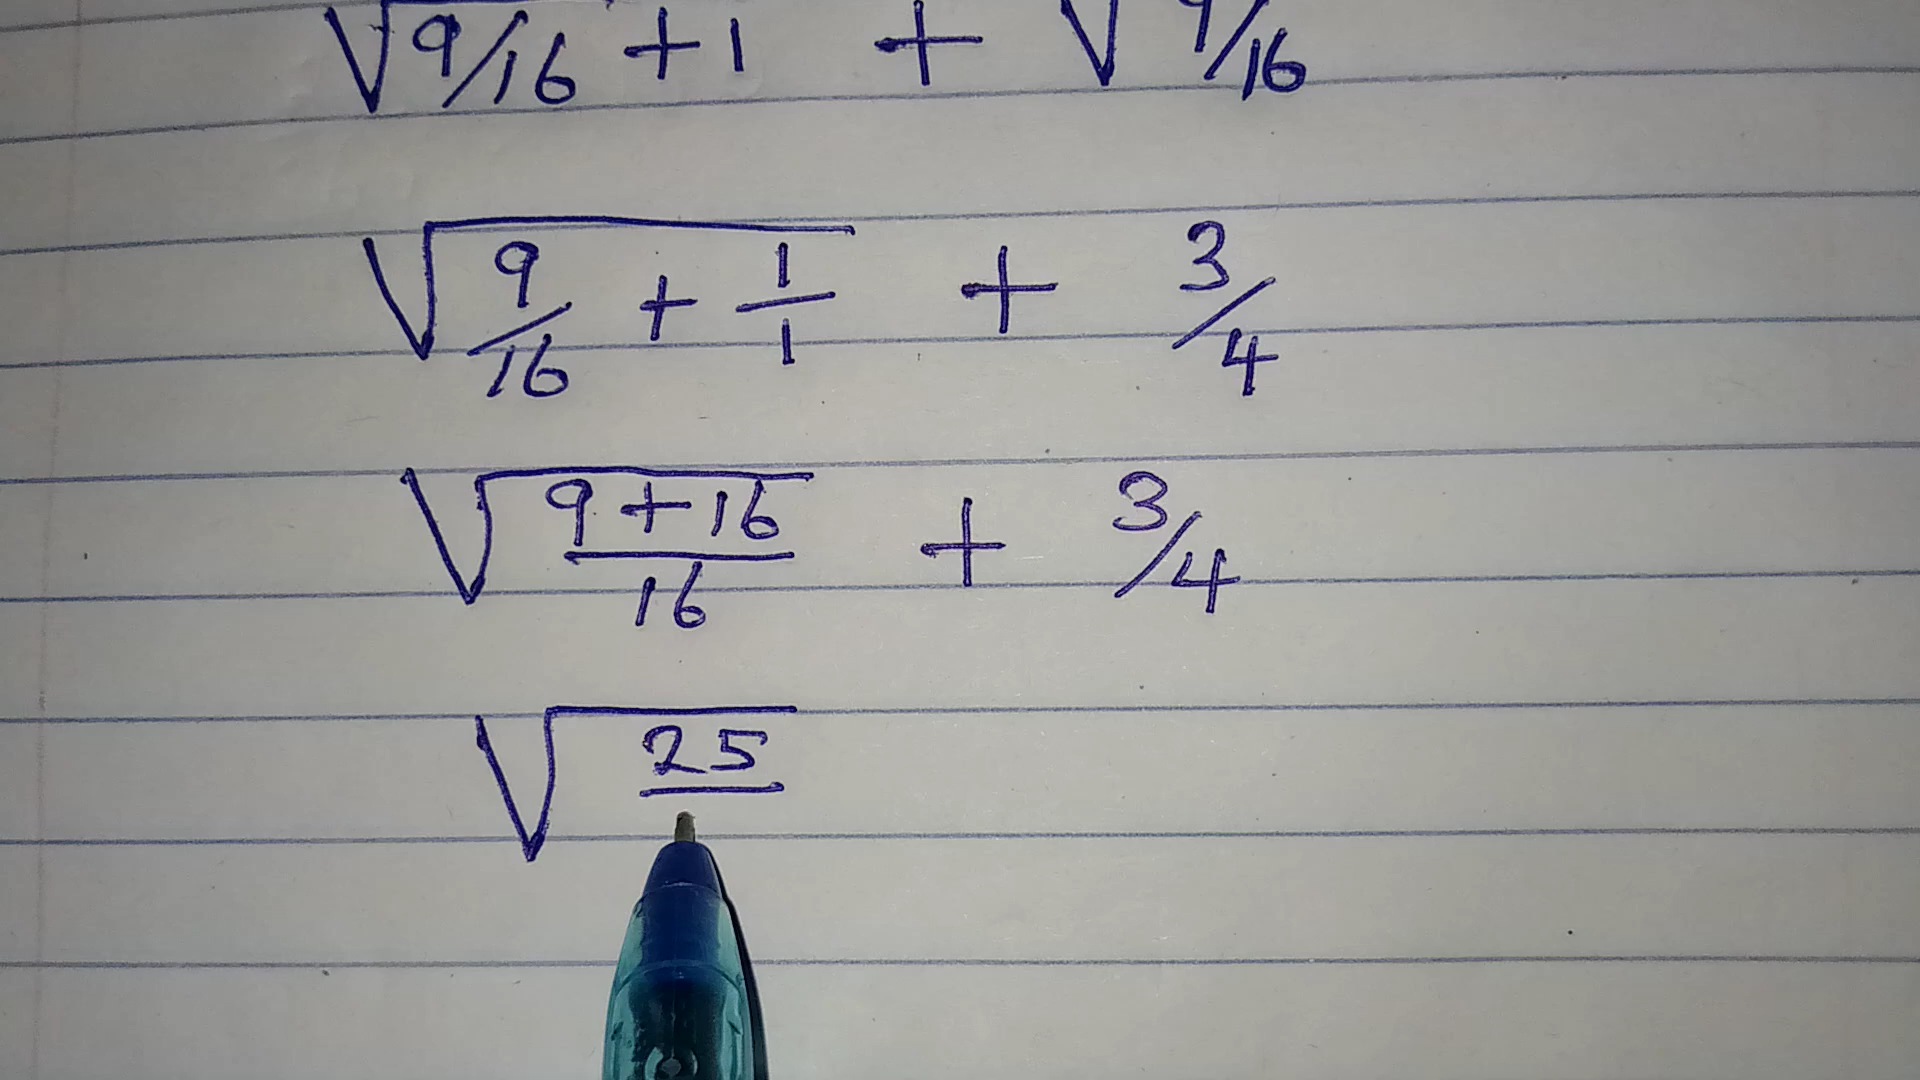 √9/16 + 1 + √9/16
√9/16 + 1/1 + 3/4
√9+16/16 + 3/4
√25